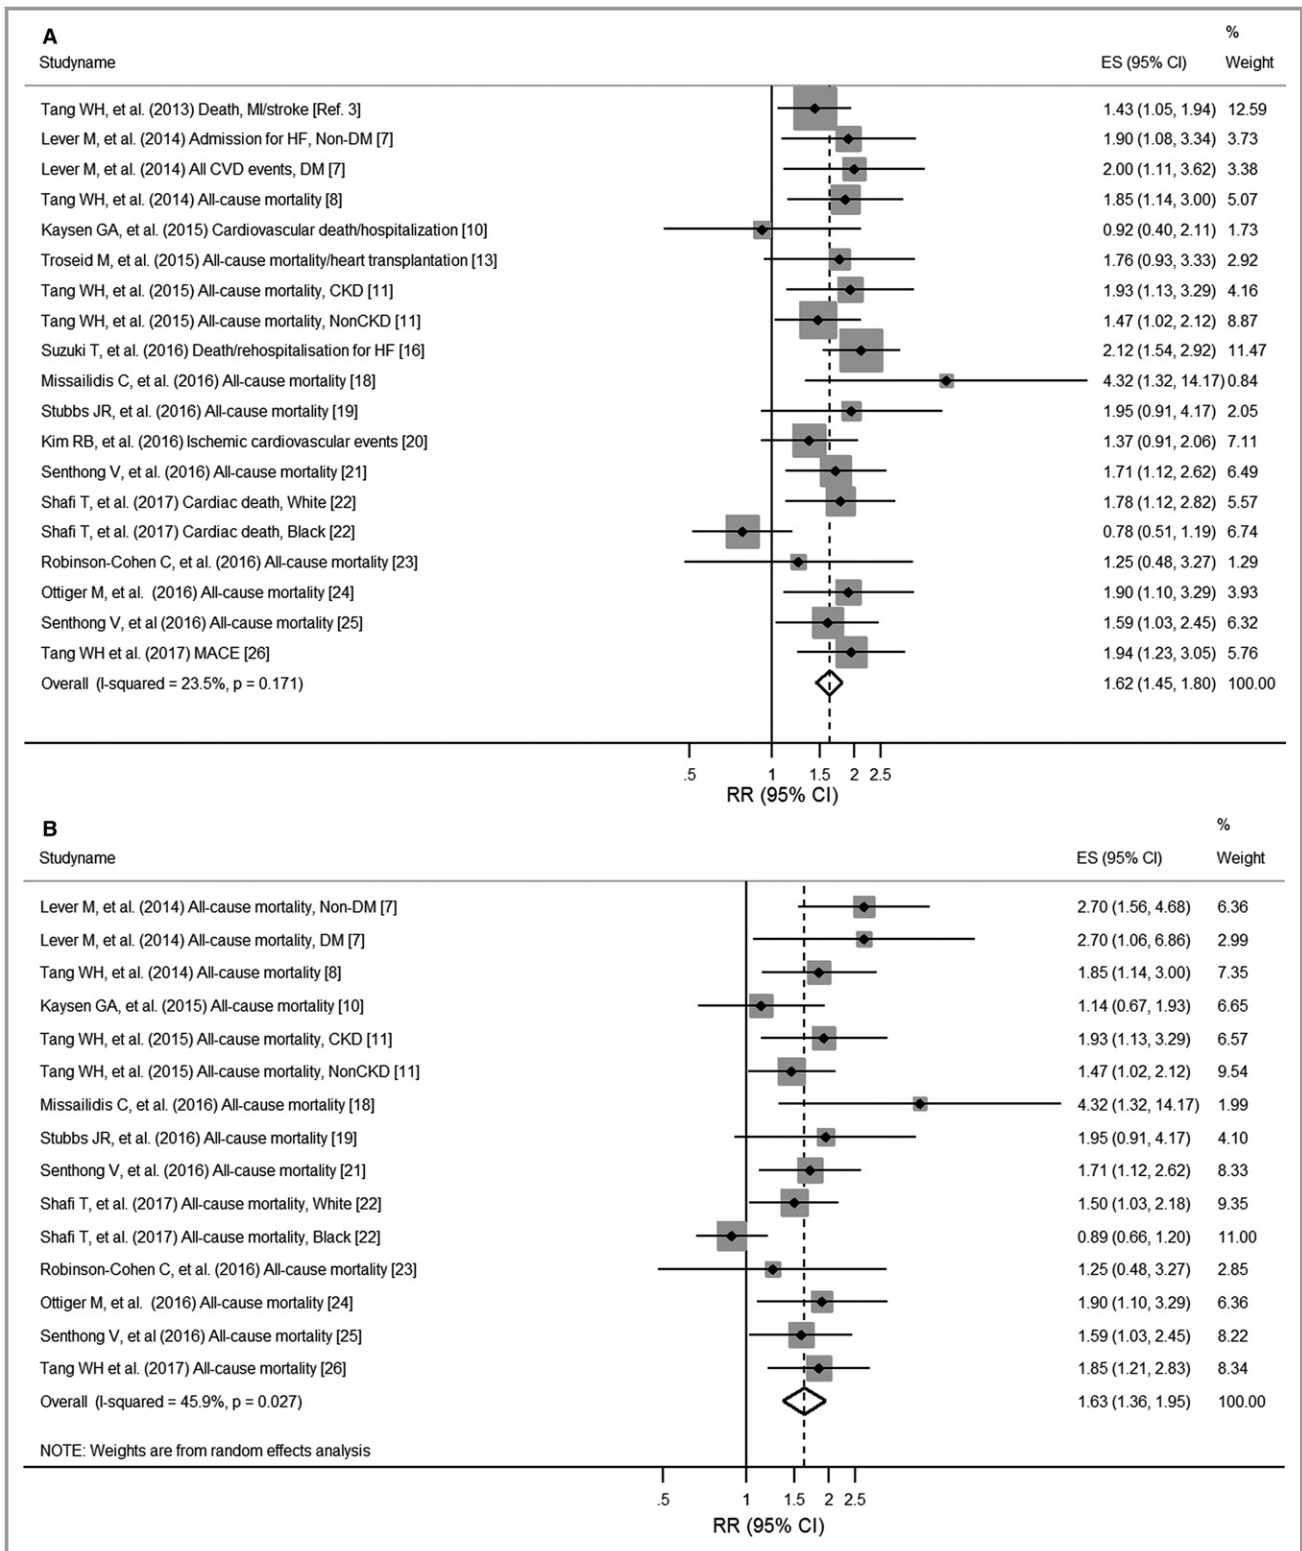 A
%
Studyname ES (95% CI) Weight
Tang WH, et al. (2013) Death, MI/stroke [Ref. 3] 1.43 (1.05, 1.94) 12.59
Lever M, et al. (2014) Admission for HF, Non-DM [7] 1.90 (1.08, 3.34) 3.73
Lever M, et al. (2014) All CVD events, DM [7] 2.00 (1.11, 3.62) 3.38
Tang WH, et al. (2014) All-cause mortality [8] 1.85 (1.14, 3.00) 5.07
Kaysen GA, et al. (2015) Cardiovascular death/hospitalization [10] 0.92 (0.40, 2.11) 1.73
Troseid M, et al. (2015) All-cause mortality/heart transplantation [13] 1.76 (0.93, 3.33) 2.92
Tang WH, et al. (2015) All-cause mortality, CKD [11] 1.93 (1.13, 3.29) 4.16
Tang WH, et al. (2015) All-cause mortality, NonCKD [11] 1.47 (1.02, 2.12) 8.87
Suzuki T, et al. (2016) Death/rehospitalisation for HF [16] 2.12 (1.54, 2.92) 11.47
Missailidis C, et al. (2016) All-cause mortality [18] 4.32 (1.32, 14.17) 0.84
Stubbs JR, et al. (2016) All-cause mortality [19] 1.95 (0.91, 4.17) 2.05
Kim RB, et al. (2016) Ischemic cardiovascular events [20] 1.37 (0.91, 2.06) 7.11
Senthong V, et al. (2016) All-cause mortality [21] 1.71 (1.12, 2.62) 6.49
Shafi T, et al. (2017) Cardiac death, White [22] 1.78 (1.12, 2.82) 5.57
Shafi T, et al. (2017) Cardiac death, Black [22] 0.78 (0.51, 1.19) 6.74
Robinson-Cohen C, et al. (2016) All-cause mortality [23] 1.25 (0.48, 3.27) 1.29
Ottiger M, et al. (2016) All-cause mortality [24] 1.90 (1.10, 3.29) 3.93
Senthong V, et al (2016) All-cause mortality [25] 1.59 (1.03, 2.45) 6.32
Tang WH et al. (2017) MACE [26] 1.94 (1.23, 3.05) 5.76
Overall (I-squared = 23.5%, p = 0.171) 1.62 (1.45, 1.80) 100.00
.5 1 1.5 2 2.5
RR (95% CI)
B
%
Studyname ES (95% CI) Weight
Lever M, et al. (2014) All-cause mortality, Non-DM [7] 2.70 (1.56, 4.68) 6.36
Lever M, et al. (2014) All-cause mortality, DM [7] 2.70 (1.06, 6.86) 2.99
Tang WH, et al. (2014) All-cause mortality [8] 1.85 (1.14, 3.00) 7.35
Kaysen GA, et al. (2015) All-cause mortality [10] 1.14 (0.67, 1.93) 6.65
Tang WH, et al. (2015) All-cause mortality, CKD [11] 1.93 (1.13, 3.29) 6.57
Tang WH, et al. (2015) All-cause mortality, NonCKD [11] 1.47 (1.02, 2.12) 9.54
Missailidis C, et al. (2016) All-cause mortality [18] 4.32 (1.32, 14.17) 1.99
Stubbs JR, et al. (2016) All-cause mortality [19] 1.95 (0.91, 4.17) 4.10
Senthong V, et al. (2016) All-cause mortality [21] 1.71 (1.12, 2.62) 8.33
Shafi T, et al. (2017) All-cause mortality, White [22] 1.50 (1.03, 2.18) 9.35
Shafi T, et al. (2017) All-cause mortality, Black [22] 0.89 (0.66, 1.20) 11.00
Robinson-Cohen C, et al. (2016) All-cause mortality [23] 1.25 (0.48, 3.27) 2.85
Ottiger M, et al. (2016) All-cause mortality [24] 1.90 (1.10, 3.29) 6.36
Senthong V, et al (2016) All-cause mortality [25] 1.59 (1.03, 2.45) 8.22
Tang WH et al. (2017) All-cause mortality [26] 1.85 (1.21, 2.83) 8.34
Overall (I-squared = 45.9%, p = 0.027) 1.63 (1.36, 1.95) 100.00
NOTE: Weights are from random effects analysis
.5 1 1.5 2 2.5
RR (95% CI)